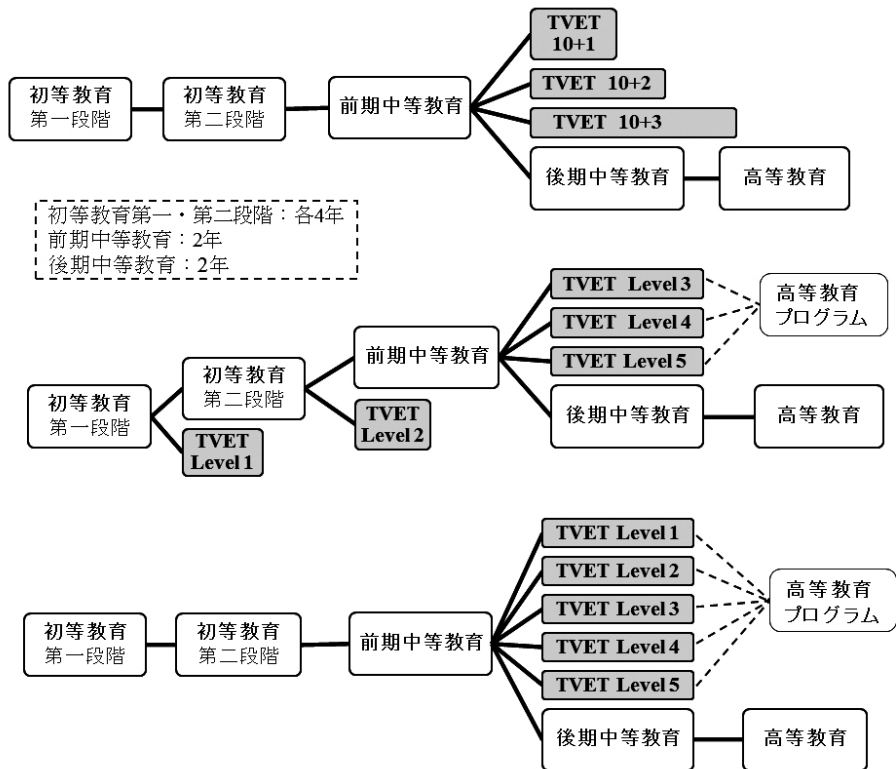 TVET
10+1
TVET 10+2
TVET 10+3
初等教育
第一段階
初等教育
第二段階
前期中等教育
後期中等教育
高等教育
初等教育第一・第二段階：各4年
前期中等教育：2年
後期中等教育：2年
TVET Level 3
TVET Level 4
TVET Level 5
高等教育
プログラム
前期中等教育
初等教育
第二段階
初等教育
第一段階
TVET
Level 1
TVET
Level 2
後期中等教育
高等教育
TVET Level 1
TVET Level 2
TVET Level 3
TVET Level 4
TVET Level 5
高等教育
プログラム
初等教育
第一段階
初等教育
第二段階
前期中等教育
後期中等教育
高等教育